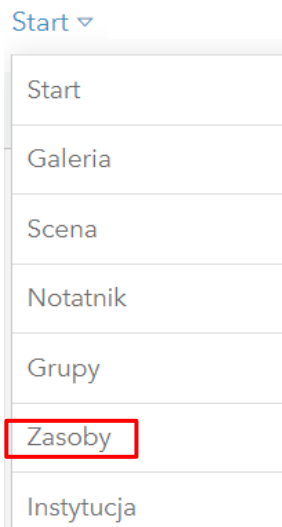 Start
Start
Galeria
Scena
Notatnik
Grupy
Zasoby
Instytucja